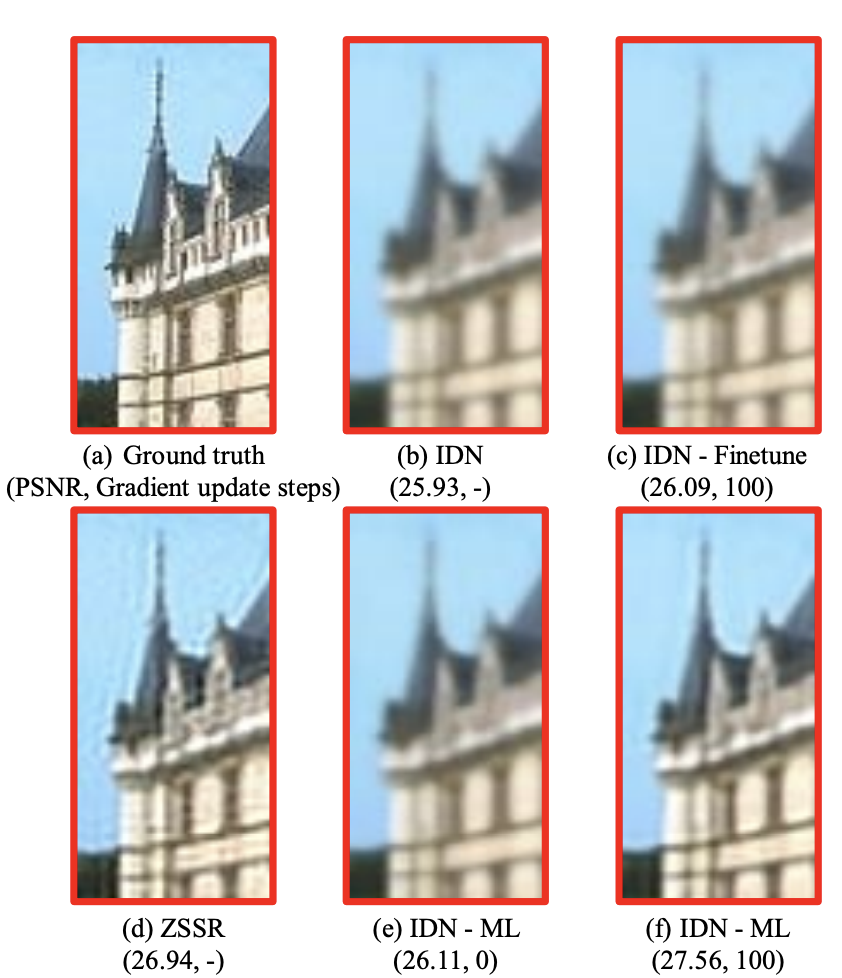 (a) Ground truth
(PSNR, Gradient update steps)
(b) IDN
(25.93, -)
(c) IDN - Finetune
(26.09, 100)
(d) ZSSR
(26.94, -)
(e) IDN - ML
(26.11, 0)
(f) IDN - ML
(27.56, 100)